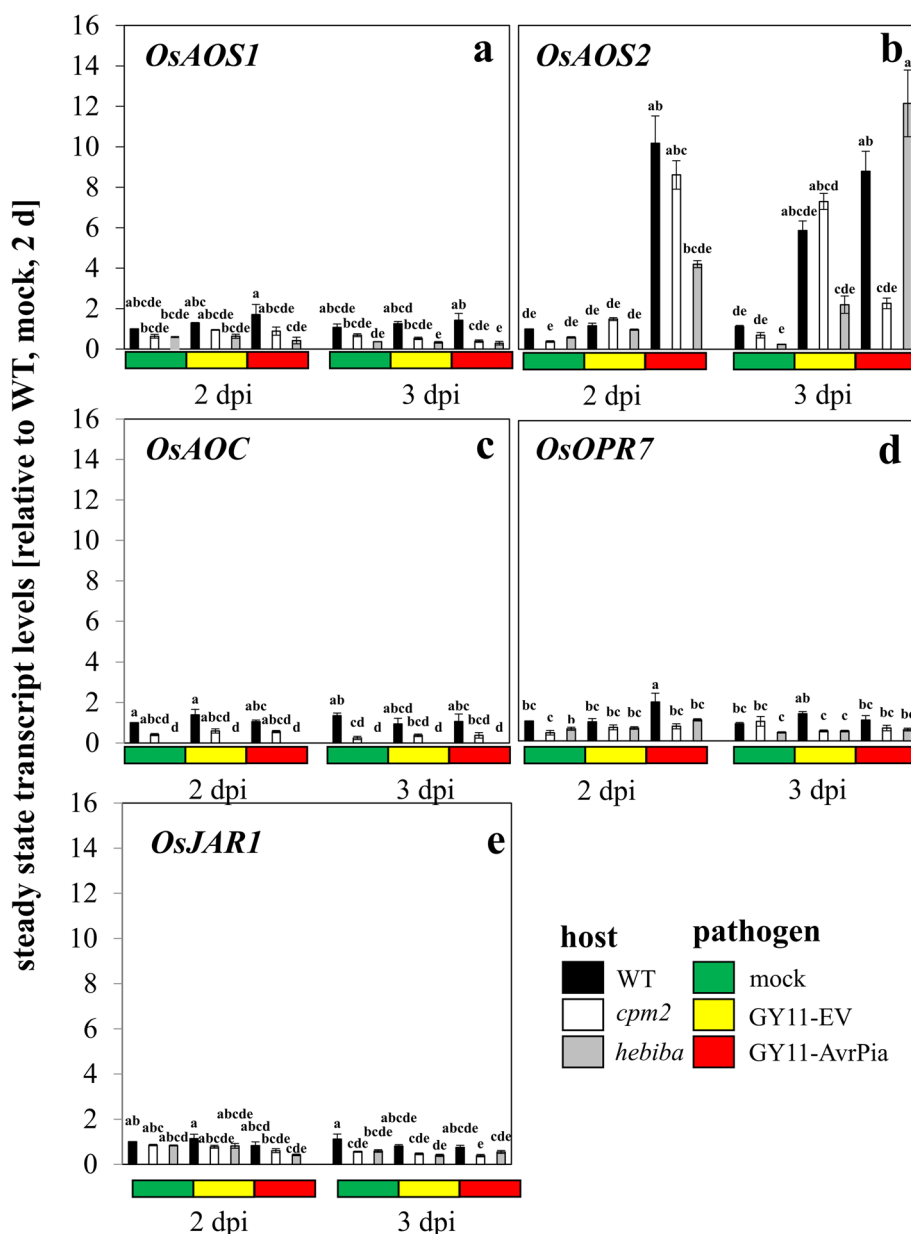 steady state transcript levels [relative to WT, mock, 2 d]
OsAOS1 a
16
14
12
10
8
6
4
2
0
abcde bcde bcde abc abcde bcde a abcde cde
abcde bcde de abcd bcde e ab cde e
2 dpi 3 dpi
OsAOS2 b
de e de de de de ab abc bcde
de de e abcde abcd cde ab cde a
2 dpi 3 dpi
OsAOC c
16
14
12
10
8
6
4
2
0
a abcd d a abcd d abc abcd d
ab cd d abc bcd d abc bcd d
2 dpi 3 dpi
OsOPR7 d
bc c b bc bc bc a bc bc
bc bc c ab c c bc bc bc
2 dpi 3 dpi
OsJAR1 e
16
14
12
10
8
6
4
2
0
ab abc abcd a abcde abcde abcde bcde cde
a cde bcde abcde cde de abcde e cde
2 dpi 3 dpi
host pathogen
WT mock
cpm2 GY11-EV
hebiba GY11-AvrPia